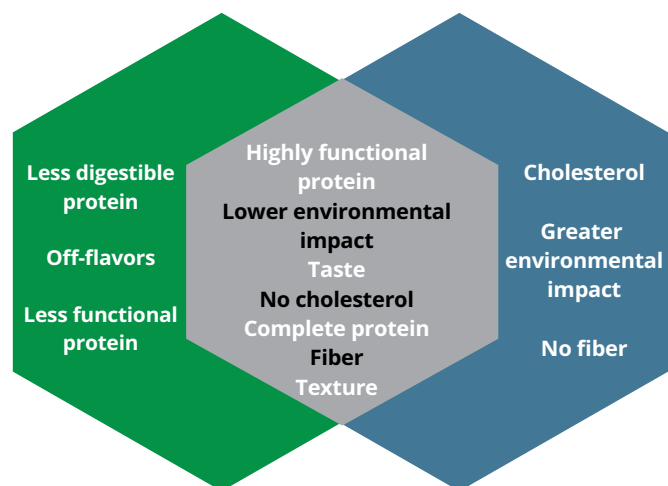 Less digestible
protein
Off-flavors
Less functional
protein
Highly functional
protein
Lower environmental
impact
Taste
No cholesterol
Complete protein
Fiber
Texture
Cholesterol
Greater
environmental
impact
No fiber